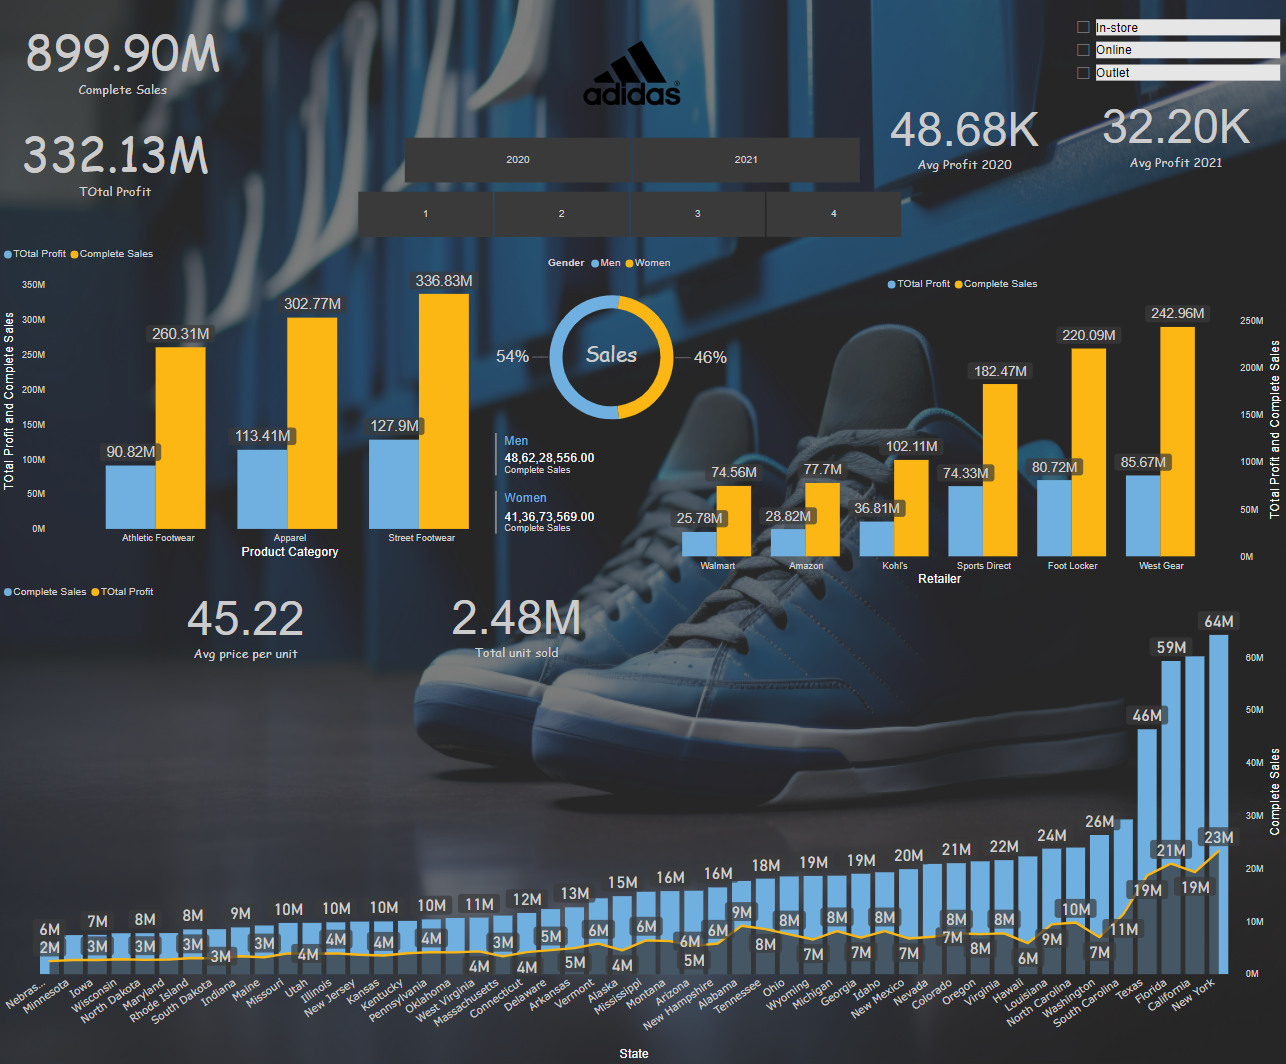 899.90M
Complete Sales
332.13M
TOtal Profit
adidas
®
In-store
Online
Outlet
2020 2021
1 2 3 4
48.68K
Avg Profit 2020
32.20K
Avg Profit 2021
TOtal Profit Complete Sales
TOtal Profit and Complete Sales
350M
300M
250M
200M
150M
100M
50M
0M
90.82M 260.31M
113.41M 302.77M
127.9M 336.83M
Athletic Footwear Apparel Street Footwear
Product Category
Gender Men Women
54% Sales 46%
Men
48,62,28,556.00
Complete Sales
Women
41,36,73,569.00
Complete Sales
TOtal Profit Complete Sales
25.78M 74.56M
28.82M 77.7M
36.81M 102.11M
74.33M 182.47M
80.72M 220.09M
85.67M 242.96M
250M
200M
150M
100M
50M
0M
TOtal Profit and Complete Sales
Walmart Amazon Kohl's Sports Direct Foot Locker West Gear
Retailer
Complete Sales TOtal Profit
45.22
Avg price per unit
2.48M
Total unit sold
6M 7M 8M 8M 9M 10M 10M 10M 10M 11M 12M 13M 15M 16M 16M 18M 19M 19M 20M 21M 22M 24M 26M 46M 59M 64M
2M 3M 3M 3M 3M 3M 4M 4M 4M 4M 4M 3M 4M 5M 5M 6M 4M 6M 6M 5M 6M 9M 8M 8M 7M 8M 7M 8M 7M 7M 8M 8M 8M 6M 9M 10M 7M 11M 19M 21M 19M 23M
60M
50M
40M
30M
20M
10M
0M
Complete Sales
Nebras... Minnesota Iowa Wisconsin North Dakota Maryland Rhode Island South Dakota Indiana Maine Missouri Utah Illinois New Jersey Kansas Kentucky Pennsylvania Oklahoma West Virginia Massachusetts Connecticut Delaware Arkansas Vermont Alaska Mississippi Montana Arizona New Hampshire Alabama Tennessee Ohio Wyoming Michigan Georgia Idaho New Mexico Nevada Colorado Oregon Virginia Hawaii Louisiana North Carolina Washington South Carolina Texas Florida California New York
State